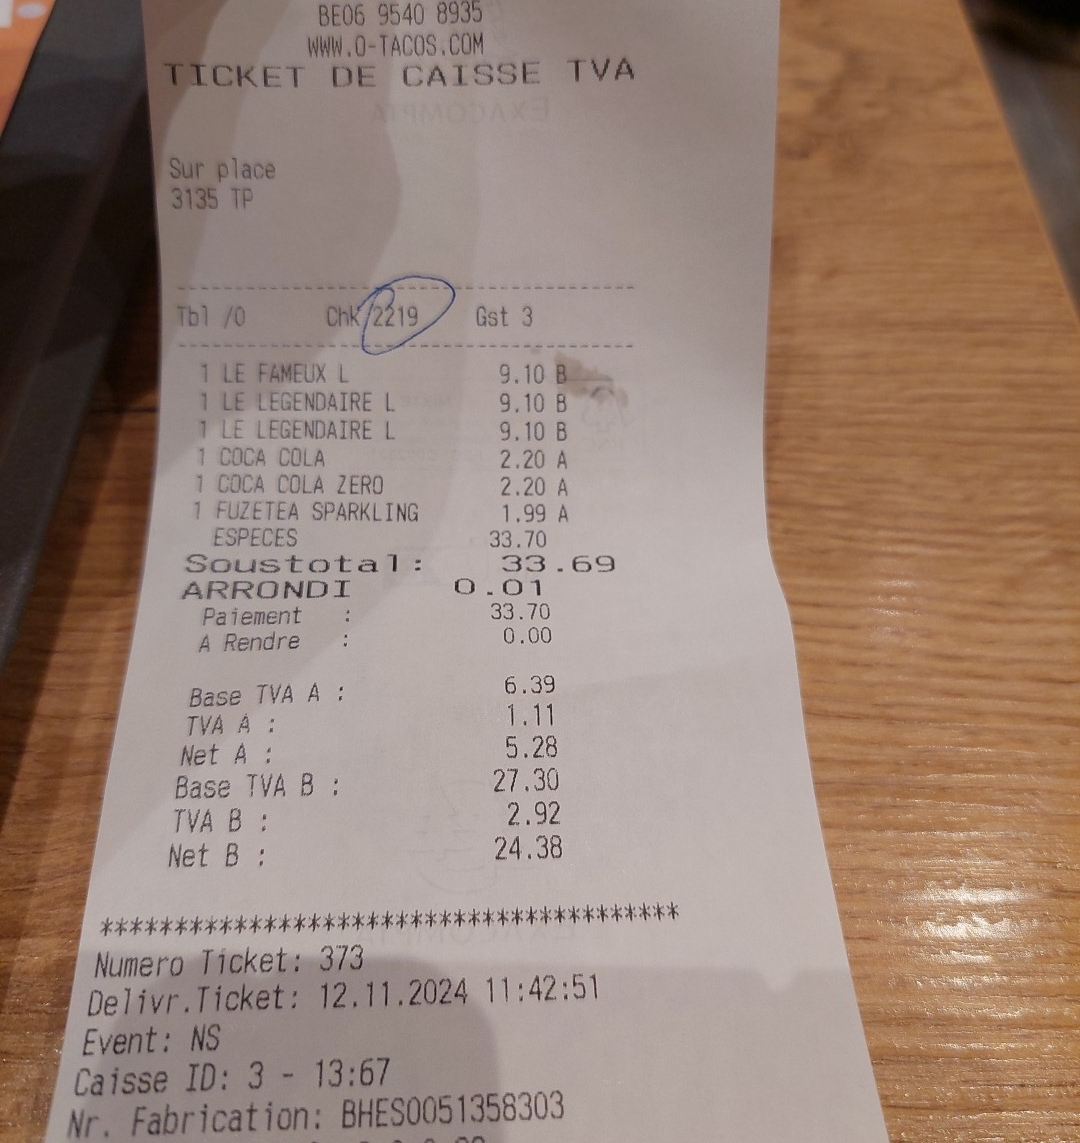 BE06 9540 8935
WWW.O-TACOS.COM
TICKET DE CAISSE TVA
EXACOMPTA
Sur place
3135 TP
----------------------------------------
Tbl /0 Chk 2219 Gst 3
----------------------------------------
1 LE FAMEUX L 9.10 B
1 LE LEGENDAIRE L 9.10 B
1 LE LEGENDAIRE L 9.10 B
1 COCA COLA 2.20 A
1 COCA COLA ZERO 2.20 A
1 FUZETEA SPARKLING 1.99 A
ESPECES 33.70
Soustotal: 33.69
ARRONDI 0.01
Paiement : 33.70
A Rendre : 0.00
Base TVA A : 6.39
TVA A : 1.11
Net A : 5.28
Base TVA B : 27.30
TVA B : 2.92
Net B : 24.38
****************************************
Numero Ticket: 373
Delivr.Ticket: 12.11.2024 11:42:51
Event: NS
Caisse ID: 3 - 13:67
Nr. Fabrication: BHES0051358303